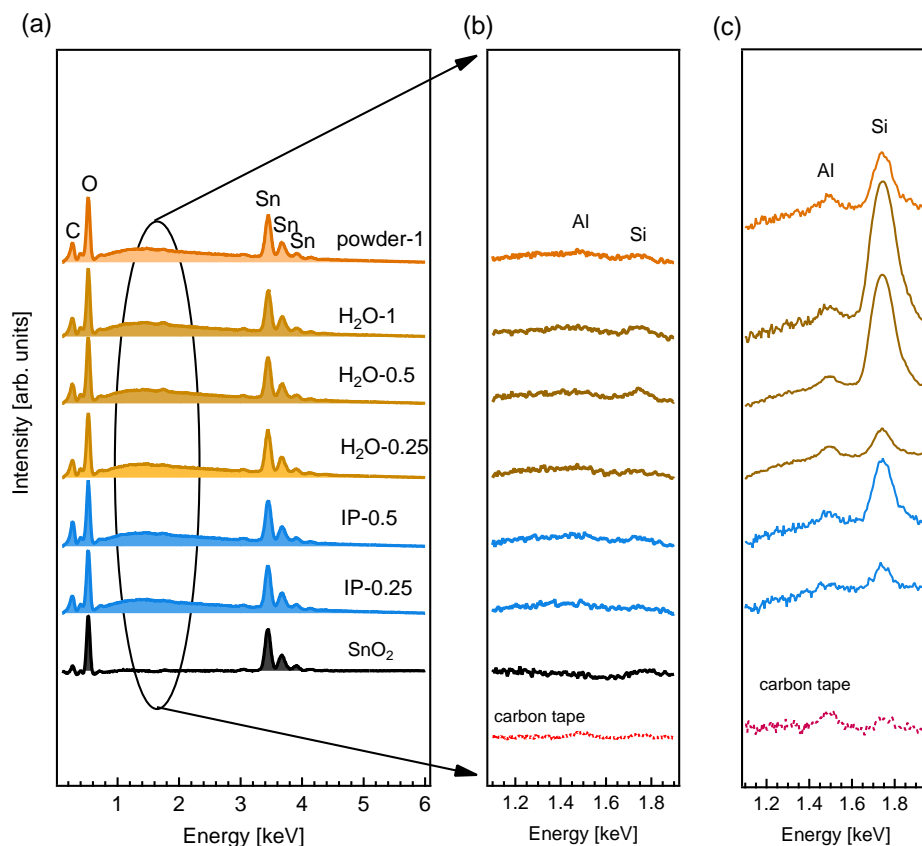 (a)
(b)
(c)
Intensity [arb. units]
C
O
Sn
Sn
Sn
powder-1
H₂O-1
H₂O-0.5
H₂O-0.25
IP-0.5
IP-0.25
SnO₂
1 2 3 4 5 6
Energy [keV]
Al
Si
carbon tape
1.2 1.4 1.6 1.8
Energy [keV]
Al
Si
carbon tape
1.2 1.4 1.6 1.8
Energy [keV]